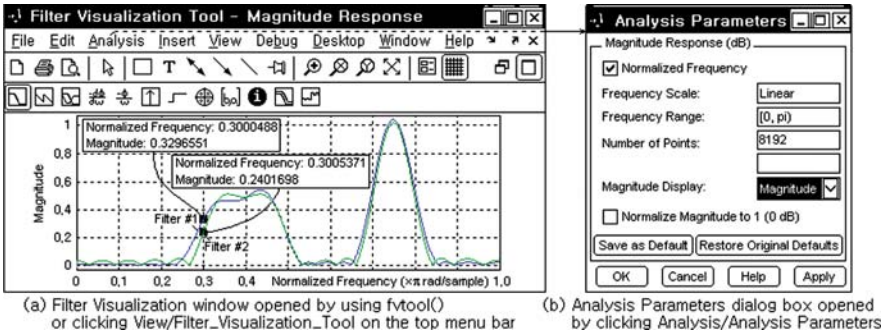 Filter Visualization Tool - Magnitude Response
File Edit Analysis Insert View Debug Desktop Window Help
Normalized Frequency: 0.3000488
Magnitude: 0.3296551
Normalized Frequency: 0.3005371
Magnitude: 0.2401698
Filter #1
Filter #2
Magnitude
1
0,8
0,6
0,4
0,2
0
0 0,1 0,2 0,3 0,4 Normalized Frequency (×π rad/sample) 1,0
(a) Filter Visualization window opened by using fvtool()
or clicking View/Filter_Visualization_Tool on the top menu bar
Analysis Parameters
Magnitude Response (dB)
Normalized Frequency
Frequency Scale: Linear
Frequency Range: [0, pi)
Number of Points: 8192
Magnitude Display: Magnitude
Normalize Magnitude to 1 (0 dB)
Save as Default Restore Original Defaults
OK Cancel Help Apply
(b) Analysis Parameters dialog box opened
by clicking Analysis/Analysis Parameters